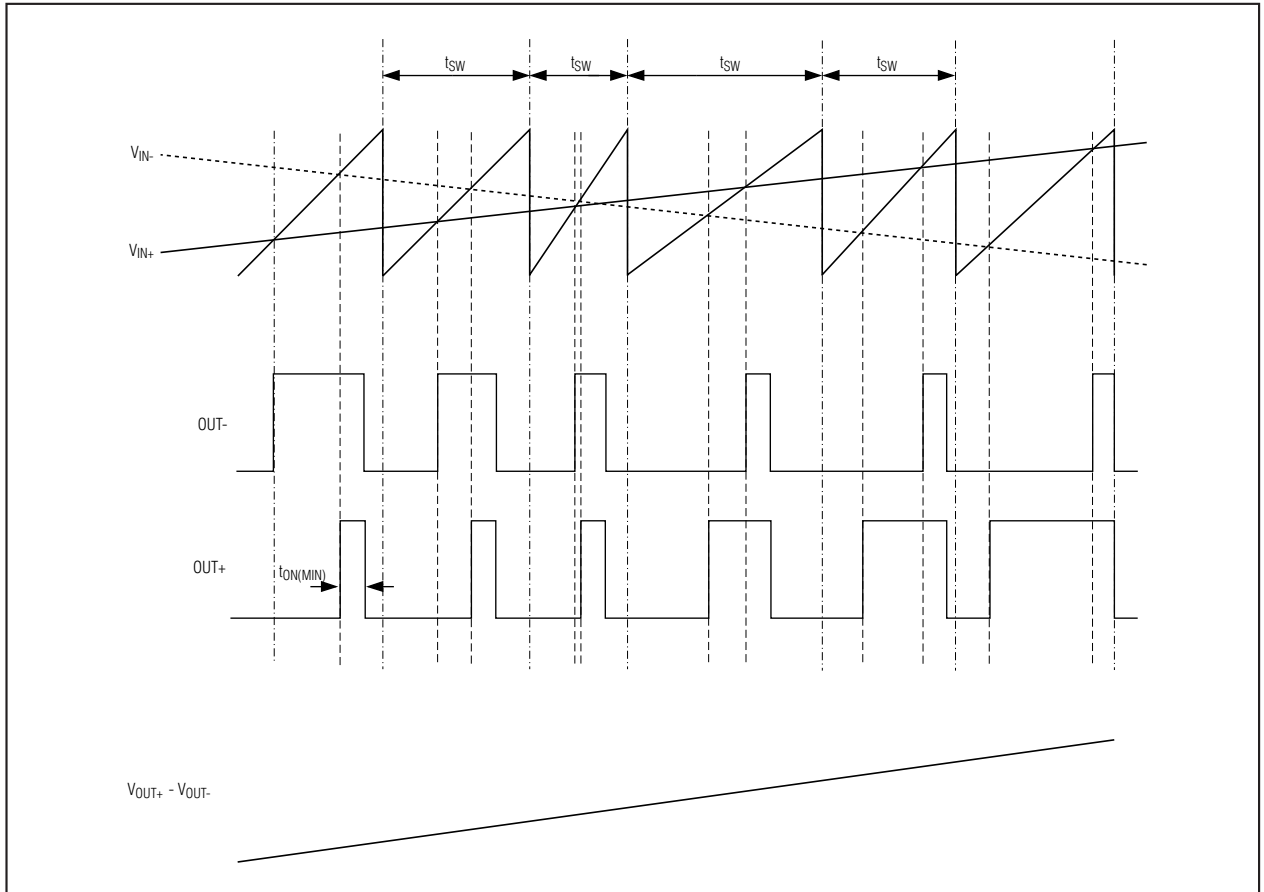 tSW tSW tSW tSW
VIN-
VIN+
OUT-
OUT+
tON(MIN)
VOUT+ - VOUT-